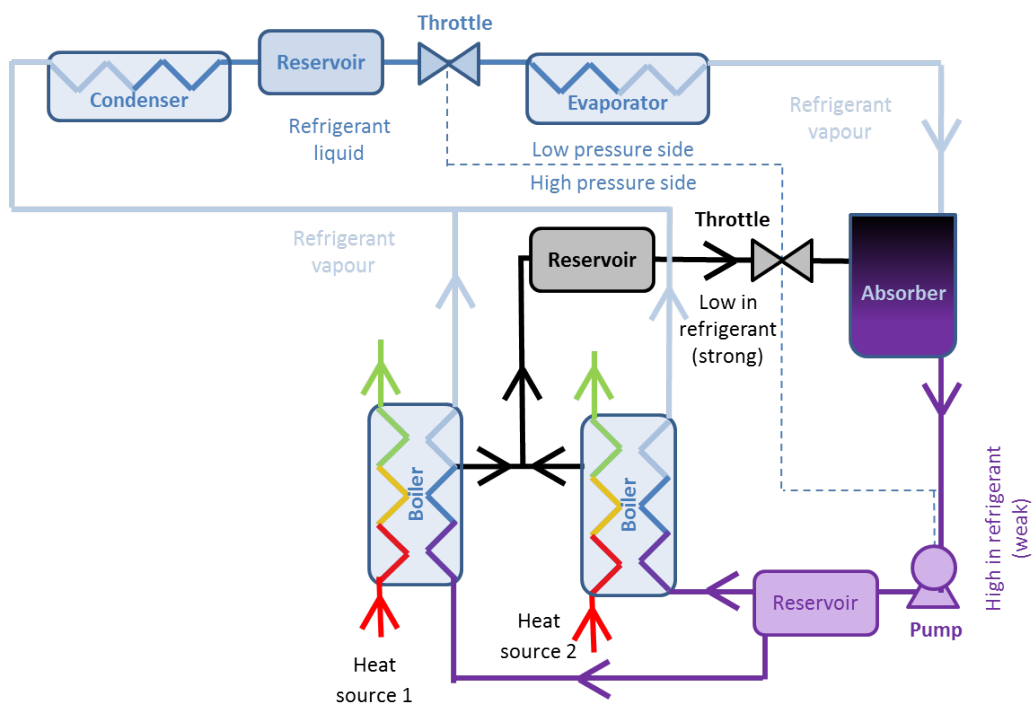 Throttle
Reservoir
Condenser
Evaporator
Refrigerant
liquid
Low pressure side
High pressure side
Refrigerant
vapour
Refrigerant
vapour
Throttle
Reservoir
Absorber
Low in
refrigerant
(strong)
Boiler
Boiler
High in refrigerant
(weak)
Reservoir
Pump
Heat
source 2
Heat
source 1